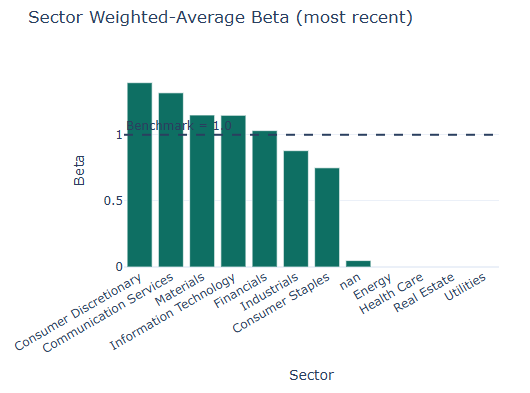 Sector Weighted-Average Beta (most recent)
Benchmark = 1.0
1
0.5
0
Beta
Consumer Discretionary
Communication Services
Materials
Information Technology
Financials
Industrials
Consumer Staples
nan
Energy
Health Care
Real Estate
Utilities
Sector